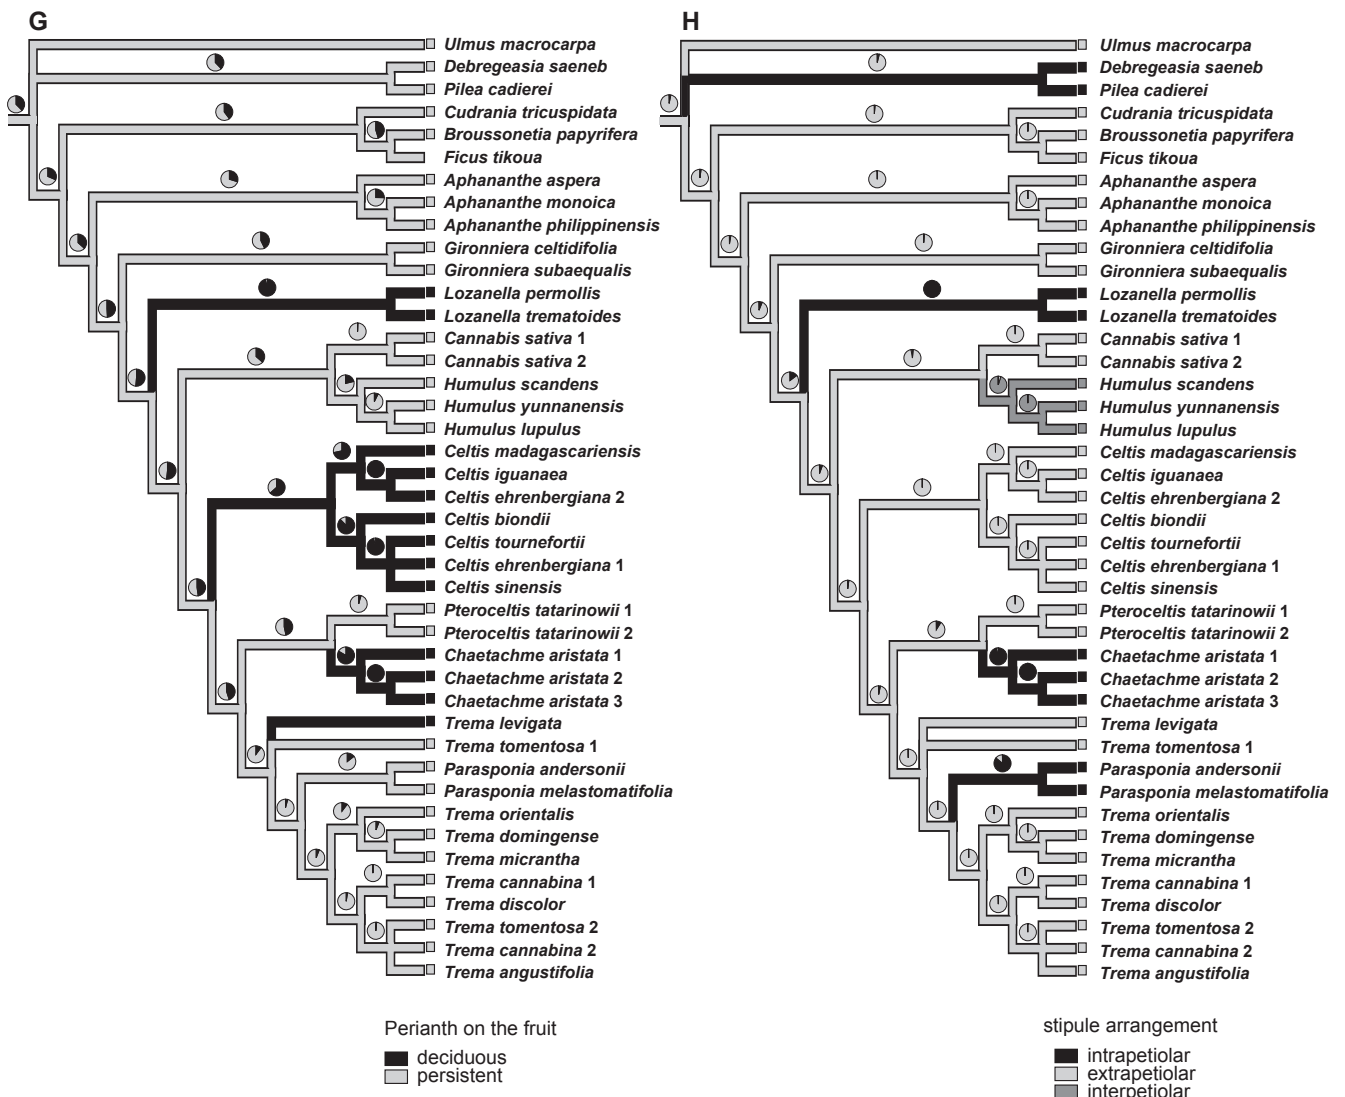 G
Ulmus macrocarpa
Debregeasia saeneb
Pilea cadierei
Cudrania tricuspidata
Broussonetia papyrifera
Ficus tikoua
Aphananthe aspera
Aphananthe monoica
Aphananthe philippinensis
Gironniera celtidifolia
Gironniera subaequalis
Lozanella permollis
Lozanella trematoides
Cannabis sativa 1
Cannabis sativa 2
Humulus scandens
Humulus yunnanensis
Humulus lupulus
Celtis madagascariensis
Celtis iguanaea
Celtis ehrenbergiana 2
Celtis biondii
Celtis tournefortii
Celtis ehrenbergiana 1
Celtis sinensis
Pteroceltis tatarinowii 1
Pteroceltis tatarinowii 2
Chaetachme aristata 1
Chaetachme aristata 2
Chaetachme aristata 3
Trema levigata
Trema tomentosa 1
Parasponia andersonii
Parasponia melastomatifolia
Trema orientalis
Trema domingense
Trema micrantha
Trema cannabina 1
Trema discolor
Trema tomentosa 2
Trema cannabina 2
Trema angustifolia
Perianth on the fruit
deciduous
persistent
H
Ulmus macrocarpa
Debregeasia saeneb
Pilea cadierei
Cudrania tricuspidata
Broussonetia papyrifera
Ficus tikoua
Aphananthe aspera
Aphananthe monoica
Aphananthe philippinensis
Gironniera celtidifolia
Gironniera subaequalis
Lozanella permollis
Lozanella trematoides
Cannabis sativa 1
Cannabis sativa 2
Humulus scandens
Humulus yunnanensis
Humulus lupulus
Celtis madagascariensis
Celtis iguanaea
Celtis ehrenbergiana 2
Celtis biondii
Celtis tournefortii
Celtis ehrenbergiana 1
Celtis sinensis
Pteroceltis tatarinowii 1
Pteroceltis tatarinowii 2
Chaetachme aristata 1
Chaetachme aristata 2
Chaetachme aristata 3
Trema levigata
Trema tomentosa 1
Parasponia andersonii
Parasponia melastomatifolia
Trema orientalis
Trema domingense
Trema micrantha
Trema cannabina 1
Trema discolor
Trema tomentosa 2
Trema cannabina 2
Trema angustifolia
stipule arrangement
intrapetiolar
extrapetiolar
interpetiolar